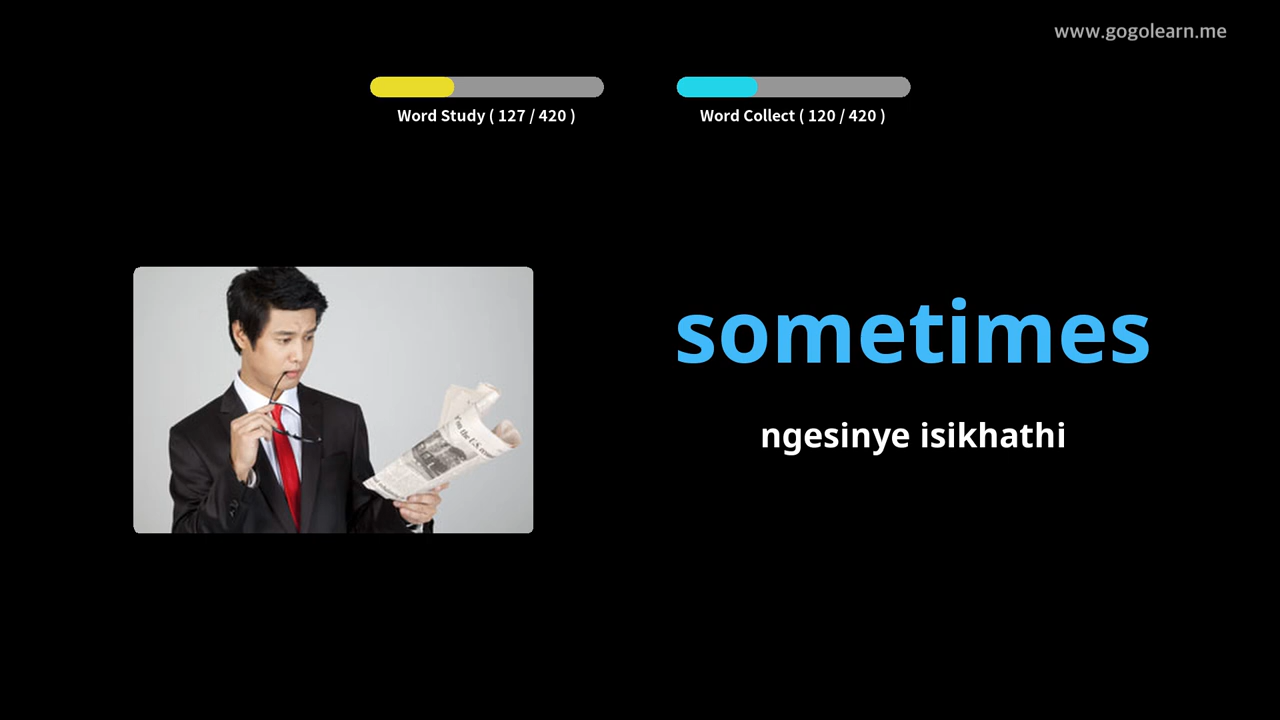 www.gogolearn.me
Word Study ( 127 / 420 )
Word Collect ( 120 / 420 )
sometimes
ngesinye isikhathi